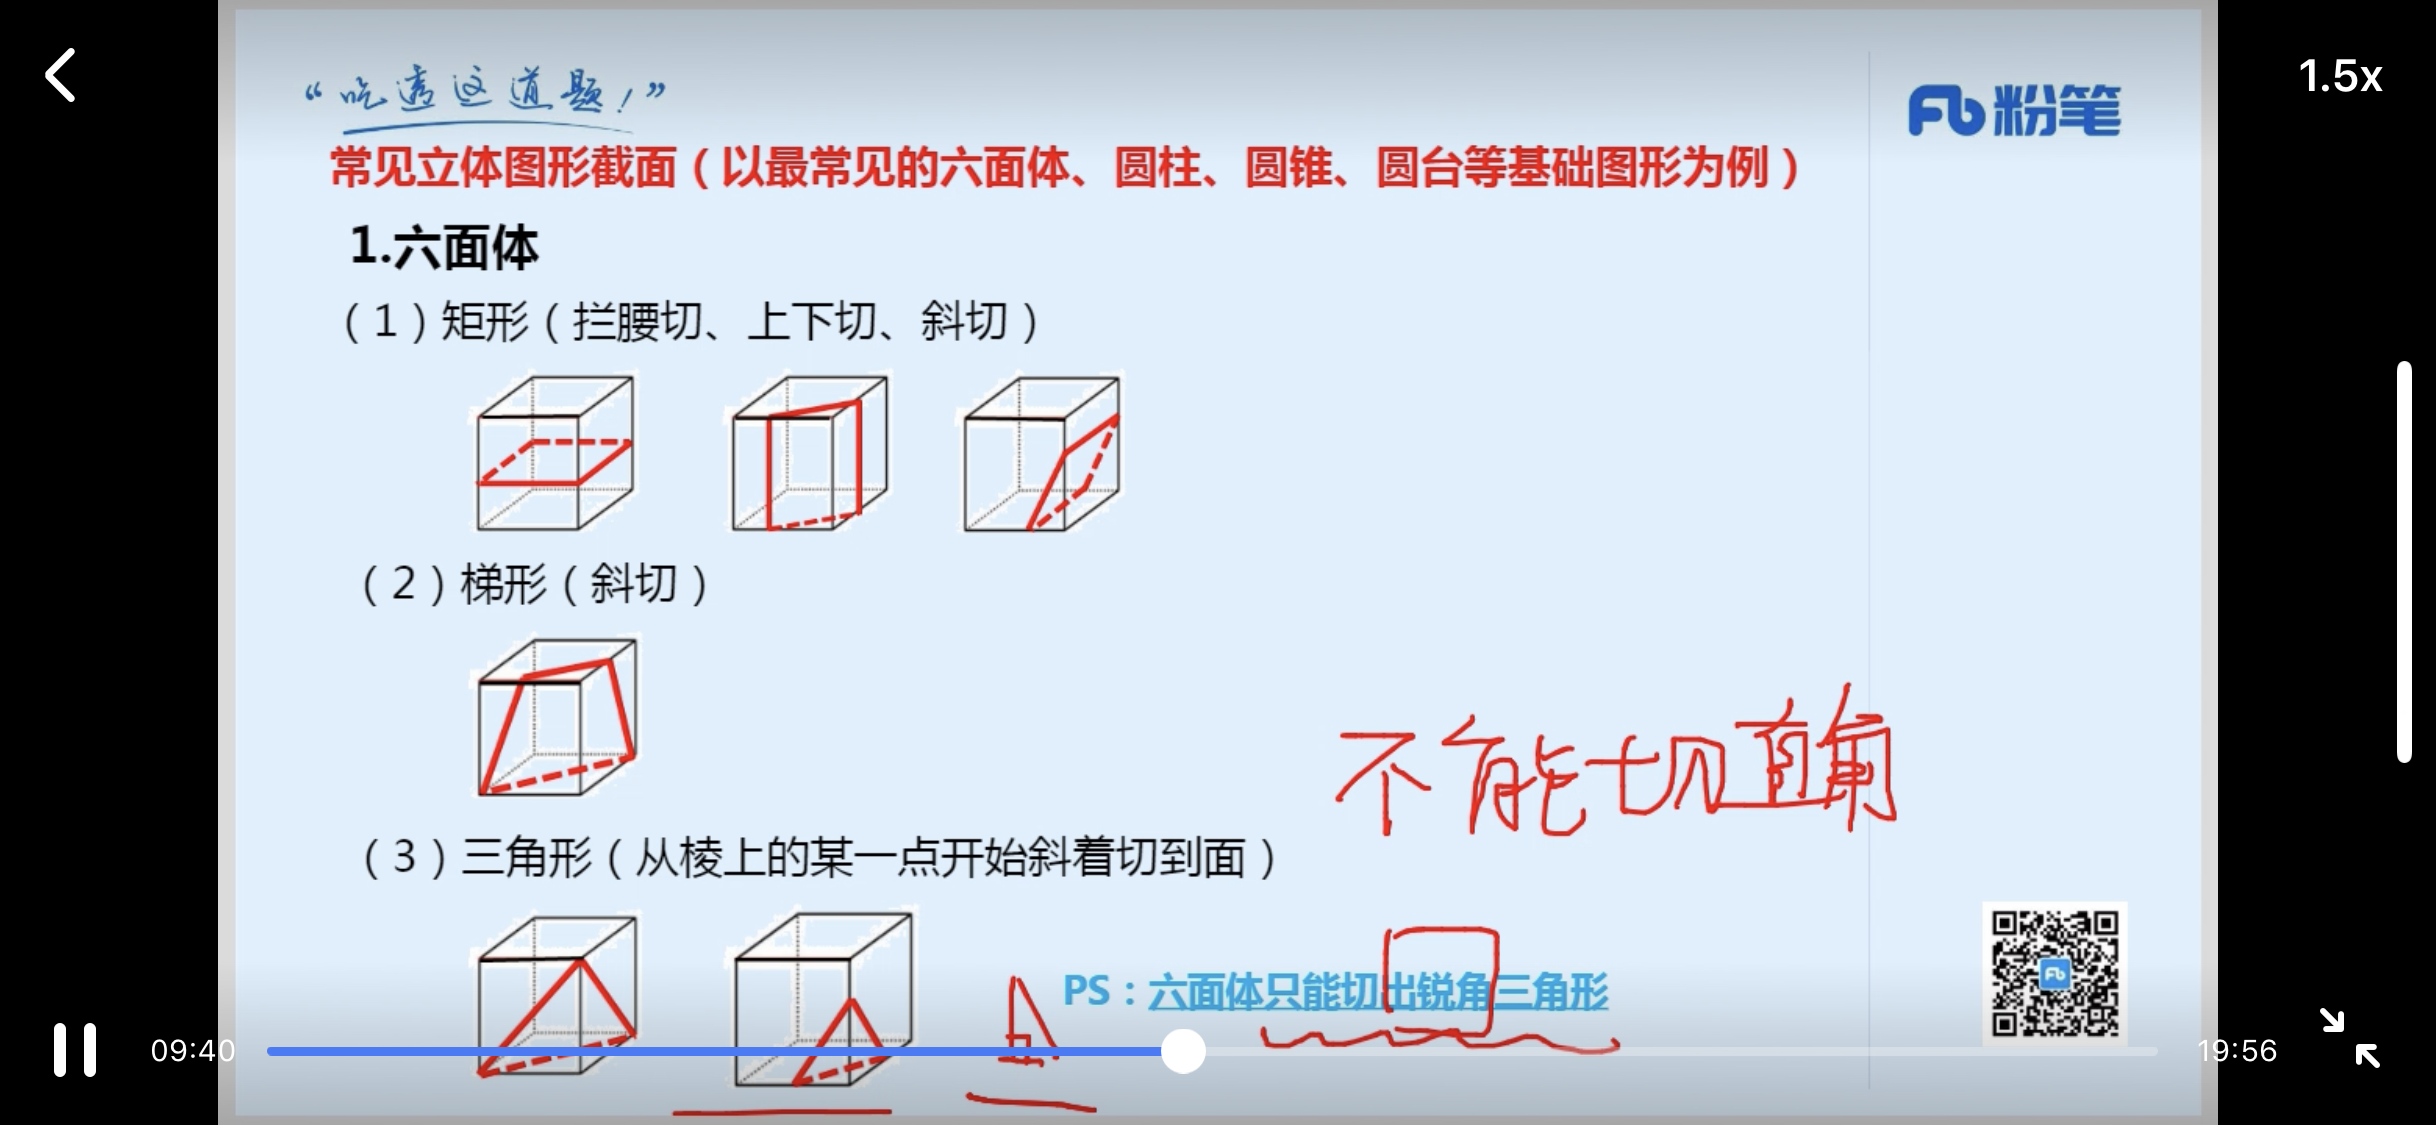 1.5x
“吃透这道题！”
粉笔
常见立体图形截面（以最常见的六面体、圆柱、圆锥、圆台等基础图形为例）
1.六面体
（1）矩形（拦腰切、上下切、斜切）
（2）梯形（斜切）
不能切直角
（3）三角形（从棱上的某一点开始斜着切到面）
PS：六面体只能切出锐角三角形
09:40
19:56